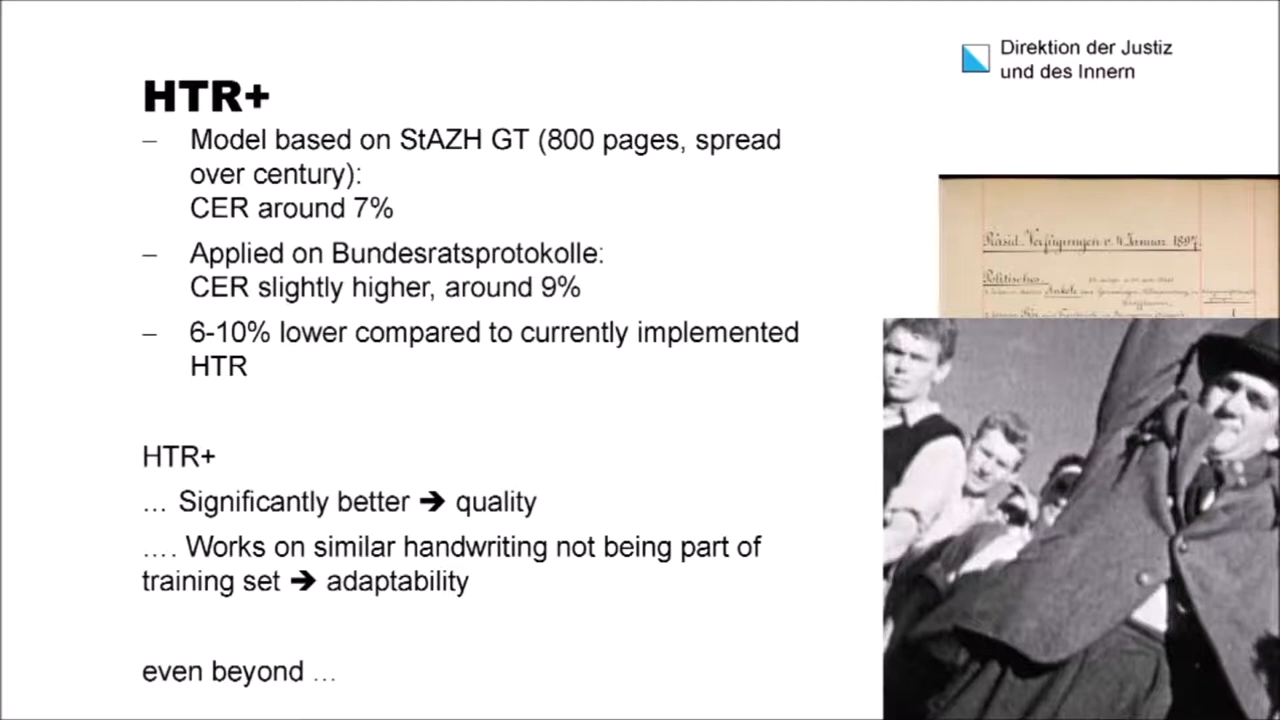 Direktion der Justiz
und des Innern
HTR+
– Model based on StAZH GT (800 pages, spread
over century):
CER around 7%
– Applied on Bundesratsprotokolle:
CER slightly higher, around 9%
– 6-10% lower compared to currently implemented
HTR
HTR+
… Significantly better ➔ quality
…. Works on similar handwriting not being part of
training set ➔ adaptability
even beyond …
Präsid. Verfügungen v. 4. Januar 1897.
Politisches.